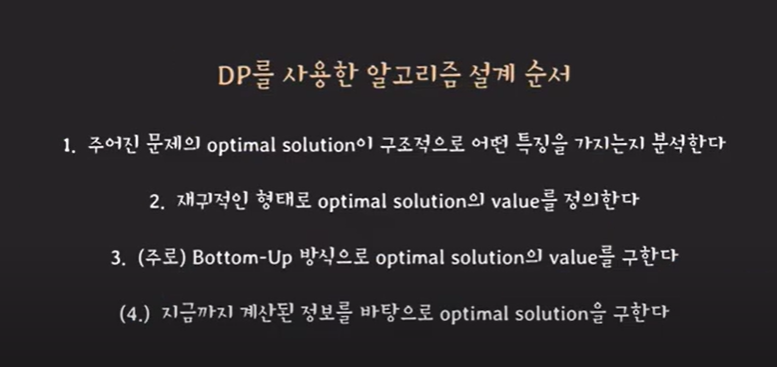 DP를 사용한 알고리즘 설계 순서
1. 주어진 문제의 optimal solution이 구조적으로 어떤 특징을 가지는지 분석한다
2. 재귀적인 형태로 optimal solution의 value를 정의한다
3. (주로) Bottom-Up 방식으로 optimal solution의 value를 구한다
(4.) 지금까지 계산된 정보를 바탕으로 optimal solution을 구한다